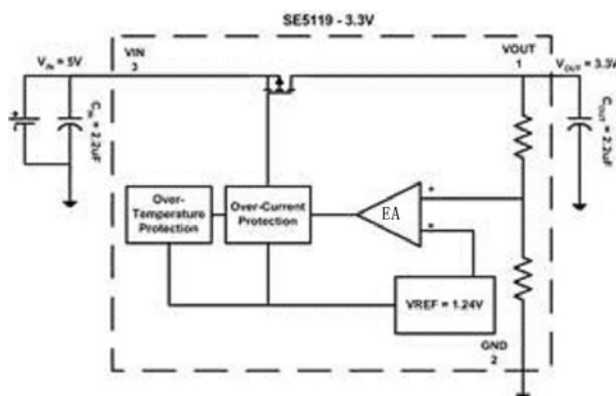 SE5119 - 3.3V
VIN
3
VOUT
1
VIN = 5V
VOUT = 3.3V
CIN = 2.2uF
COUT = 2.2uF
Over-
Temperature
Protection
Over-Current
Protection
+
EA
VREF = 1.24V
GND
2